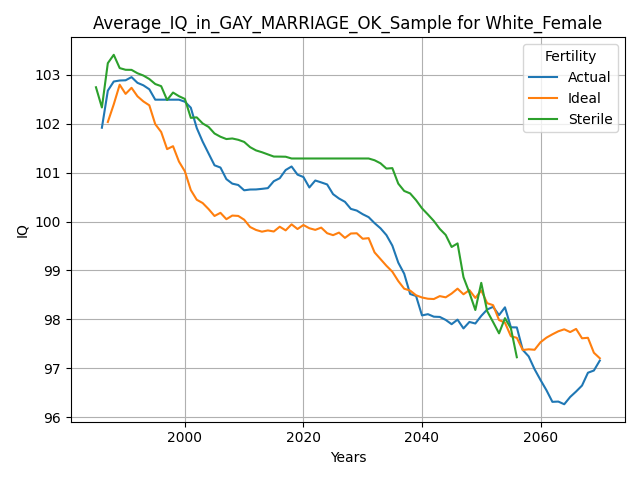 Average_IQ_in_GAY_MARRIAGE_OK_Sample for White_Female
Fertility
Actual
Ideal
Sterile
IQ
103
102
101
100
99
98
97
96
2000
2020
2040
2060
Years